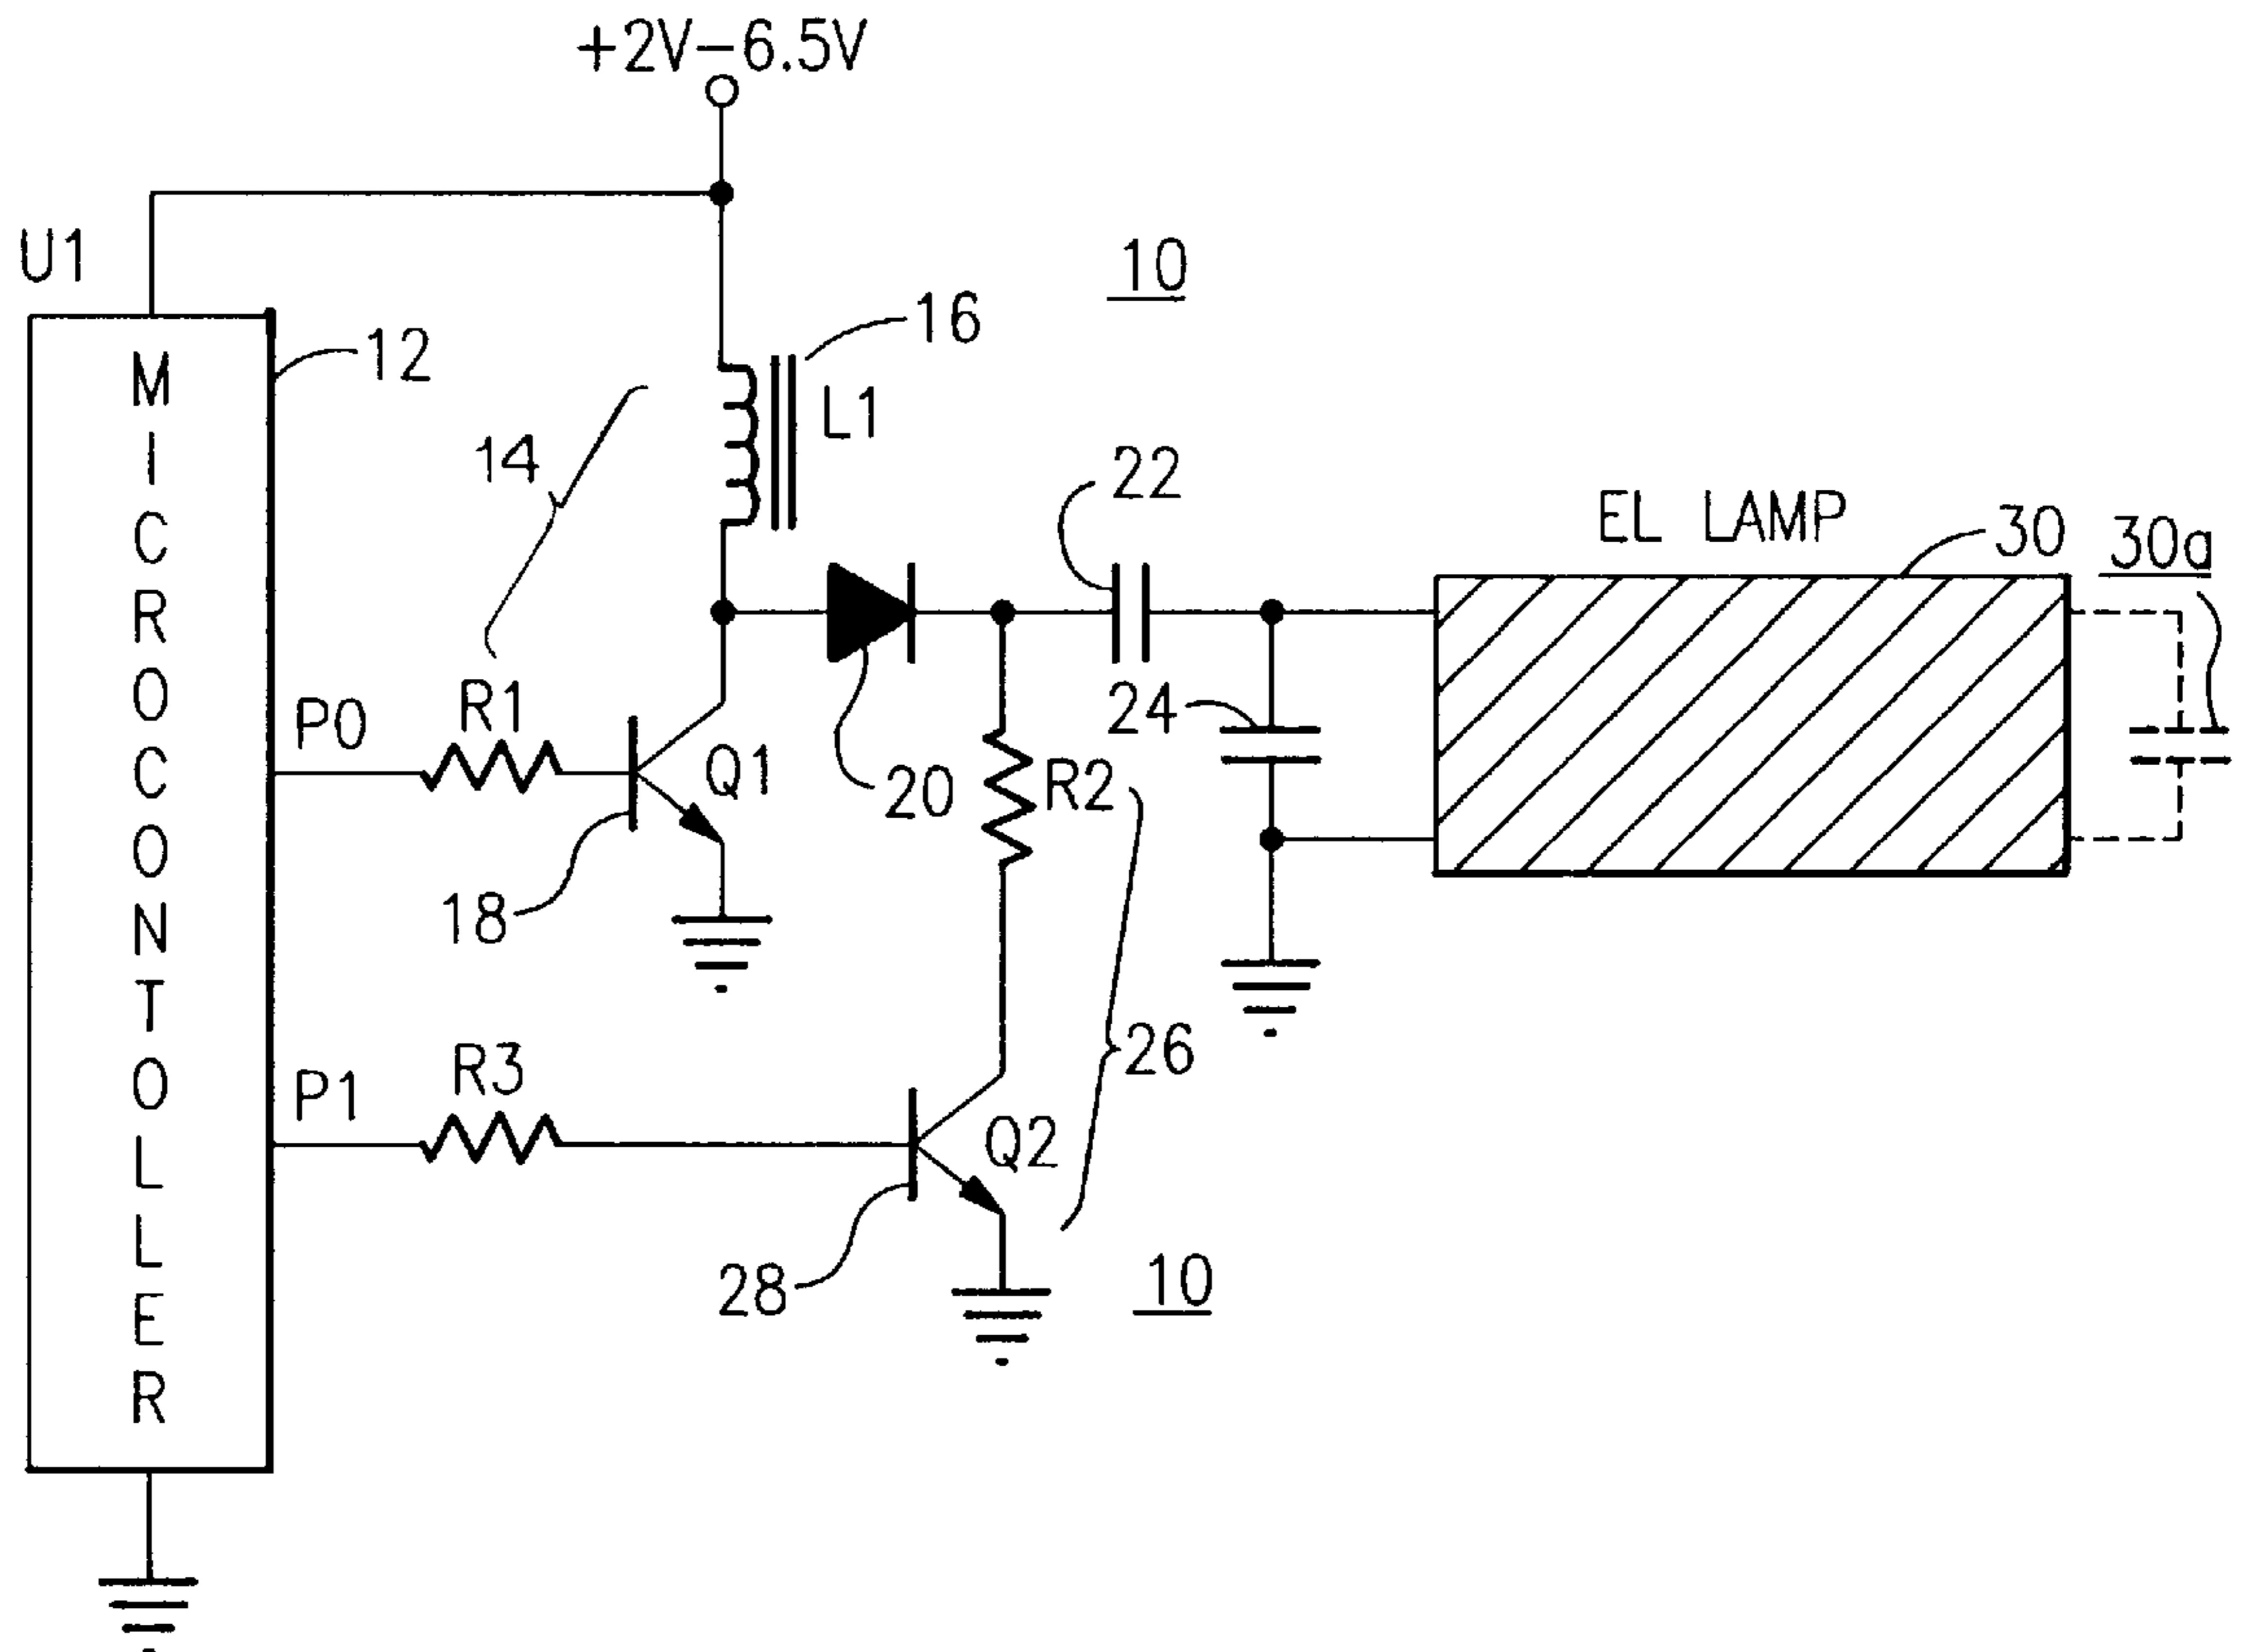 +2V-6.5V
U1
10
16
12
MICROCONTOLLER
L1
14
22
EL LAMP
30
30a
P0
R1
Q1
24
20
R2
18
26
P1
R3
Q2
28
10